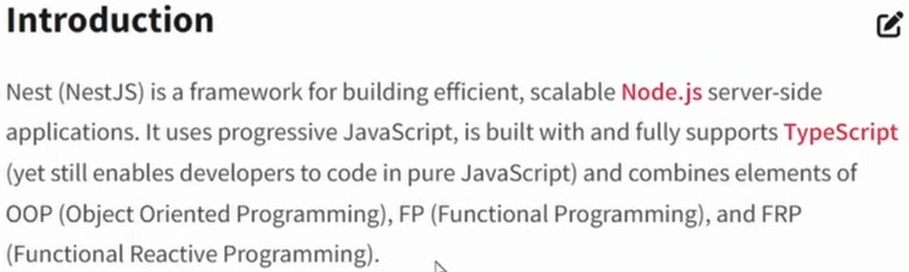 Introduction
Nest (NestJS) is a framework for building efficient, scalable Node.js server-side
applications. It uses progressive JavaScript, is built with and fully supports TypeScript
(yet still enables developers to code in pure JavaScript) and combines elements of
OOP (Object Oriented Programming), FP (Functional Programming), and FRP
(Functional Reactive Programming).